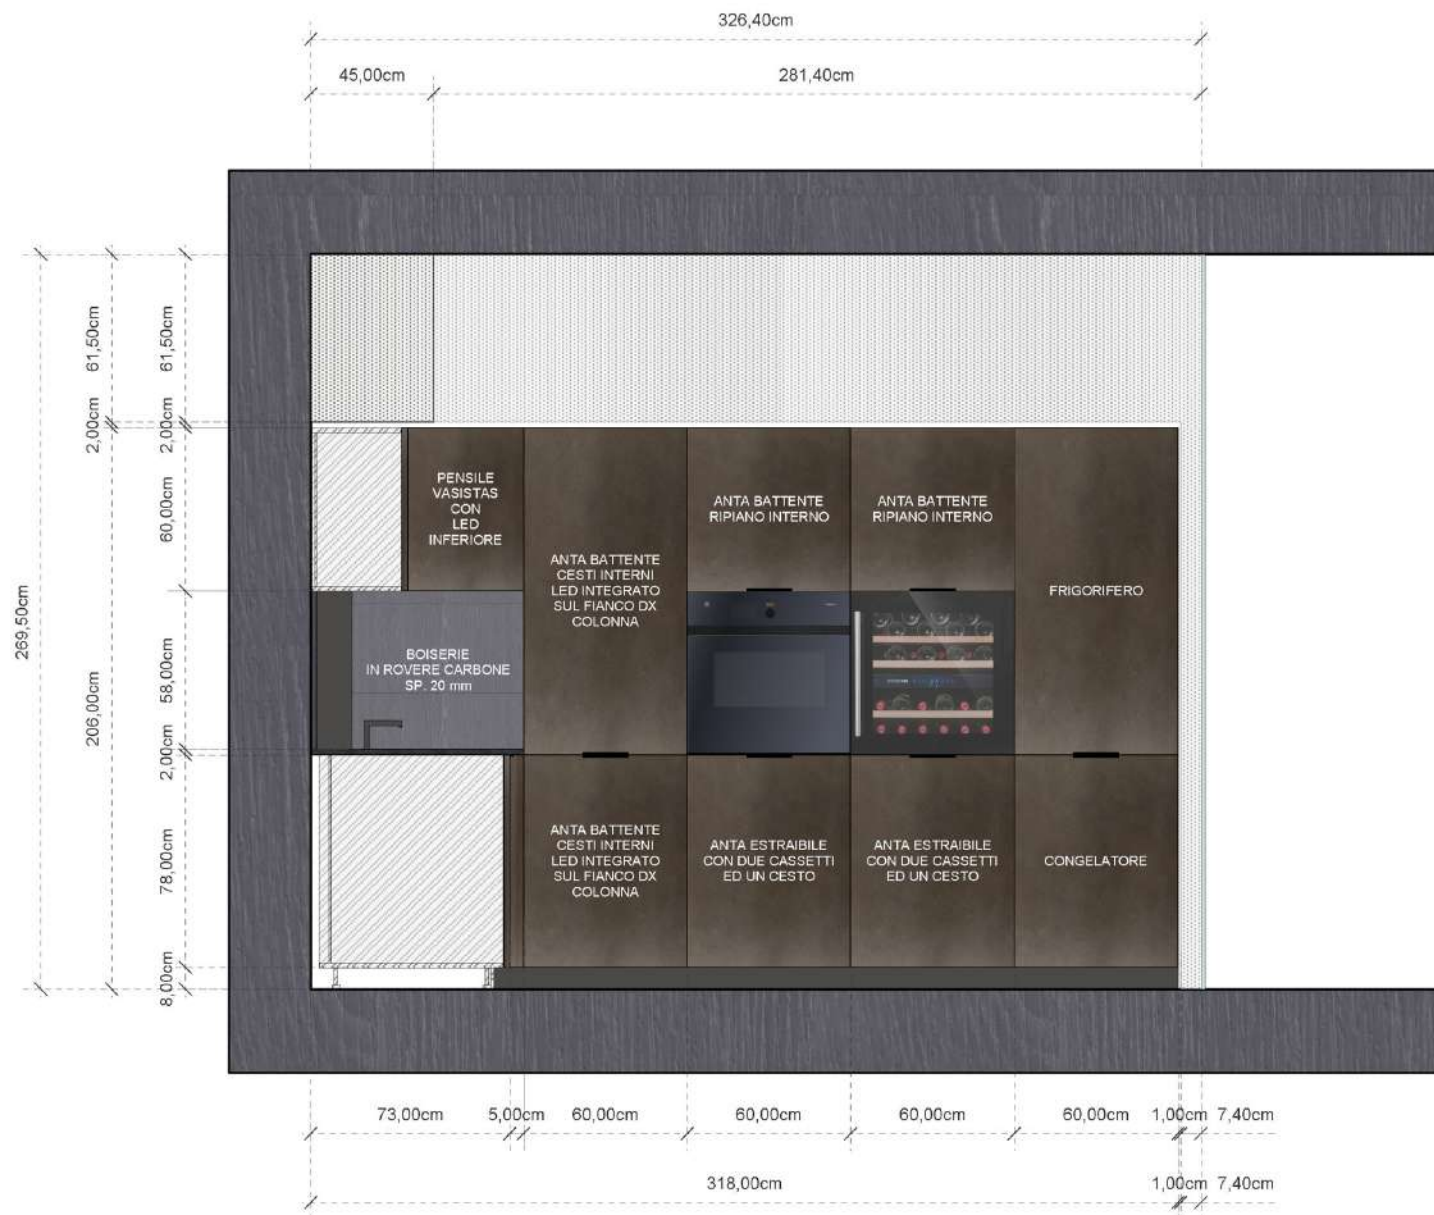 326,40cm
45,00cm
281,40cm
61,50cm
61,50cm
2,00cm
2,00cm
60,00cm
269,50cm
58,00cm
206,00cm
2,00cm
78,00cm
8,00cm
PENSILE
VASISTAS
CON
LED
INFERIORE
ANTA BATTENTE
CESTI INTERNI
LED INTEGRATO
SUL FIANCO DX
COLONNA
ANTA BATTENTE
RIPIANO INTERNO
ANTA BATTENTE
RIPIANO INTERNO
FRIGORIFERO
BOISERIE
IN ROVERE CARBONE
SP. 20 mm
ANTA BATTENTE
CESTI INTERNI
LED INTEGRATO
SUL FIANCO DX
COLONNA
ANTA ESTRAIBILE
CON DUE CASSETTI
ED UN CESTO
ANTA ESTRAIBILE
CON DUE CASSETTI
ED UN CESTO
CONGELATORE
73,00cm
5,00cm
60,00cm
60,00cm
60,00cm
60,00cm
1,00cm
7,40cm
318,00cm
1,00cm
7,40cm